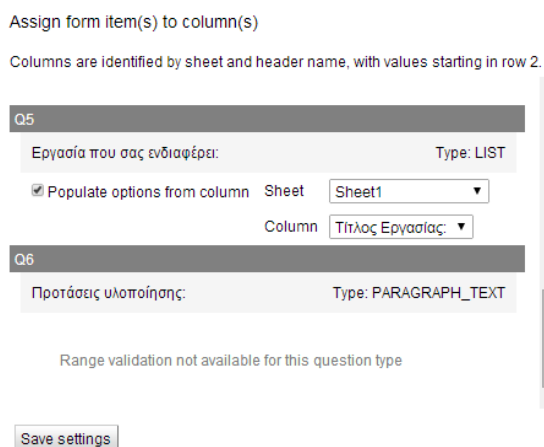 Assign form item(s) to column(s)
Columns are identified by sheet and header name, with values starting in row 2.
Q5
Εργασία που σας ενδιαφέρει: Type: LIST
Populate options from column Sheet Sheet1
Column Τίτλος Εργασίας:
Q6
Προτάσεις υλοποίησης: Type: PARAGRAPH_TEXT
Range validation not available for this question type
Save settings